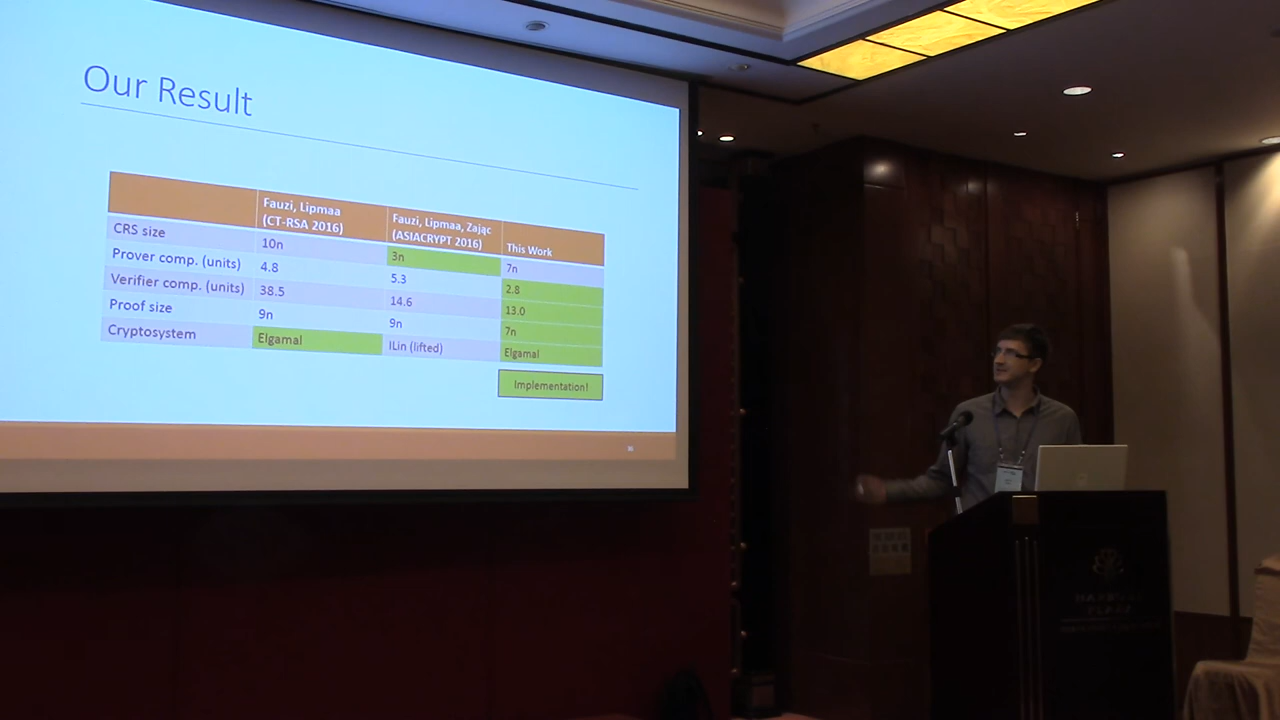 Our Result
Fauzi, Lipmaa
(CT-RSA 2016)
Fauzi, Lipmaa, Zając
(ASIACRYPT 2016)
This Work
CRS size
10n
3n
7n
Prover comp. (units)
4.8
5.3
2.8
Verifier comp. (units)
38.5
14.6
13.0
Proof size
9n
9n
7n
Cryptosystem
Elgamal
ILin (lifted)
Elgamal
Implementation!